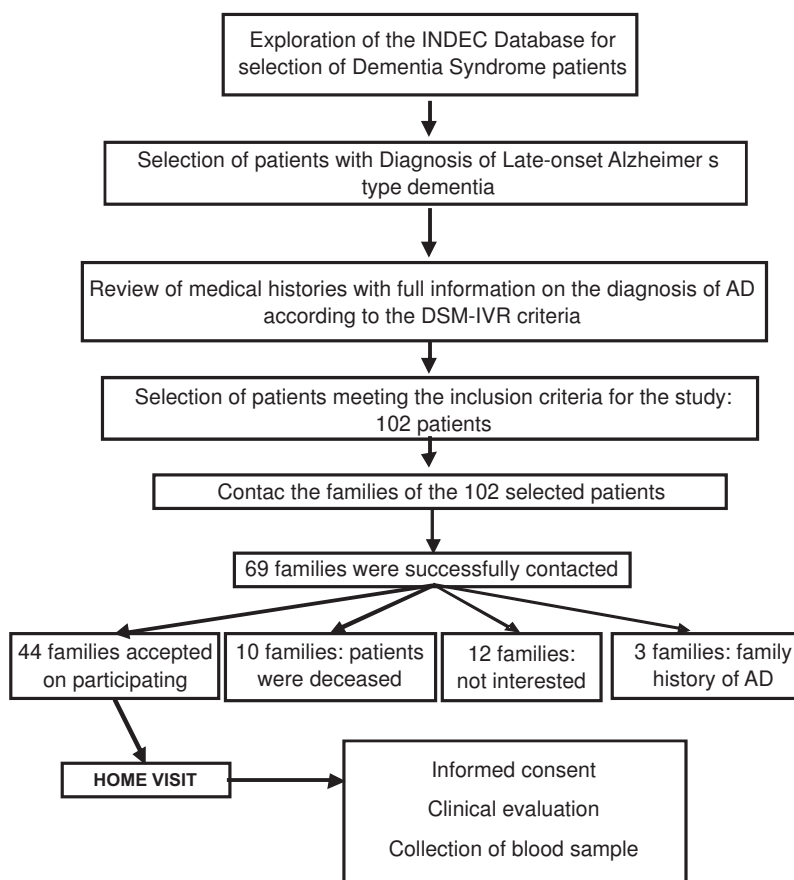 Exploration of the INDEC Database for
selection of Dementia Syndrome patients
Selection of patients with Diagnosis of Late-onset Alzheimer s
type dementia
Review of medical histories with full information on the diagnosis of AD
according to the DSM-IVR criteria
Selection of patients meeting the inclusion criteria for the study:
102 patients
Contac the families of the 102 selected patients
69 families were successfully contacted
44 families accepted
on participating
10 families: patients
were deceased
12 families:
not interested
3 families: family
history of AD
HOME VISIT
Informed consent
Clinical evaluation
Collection of blood sample